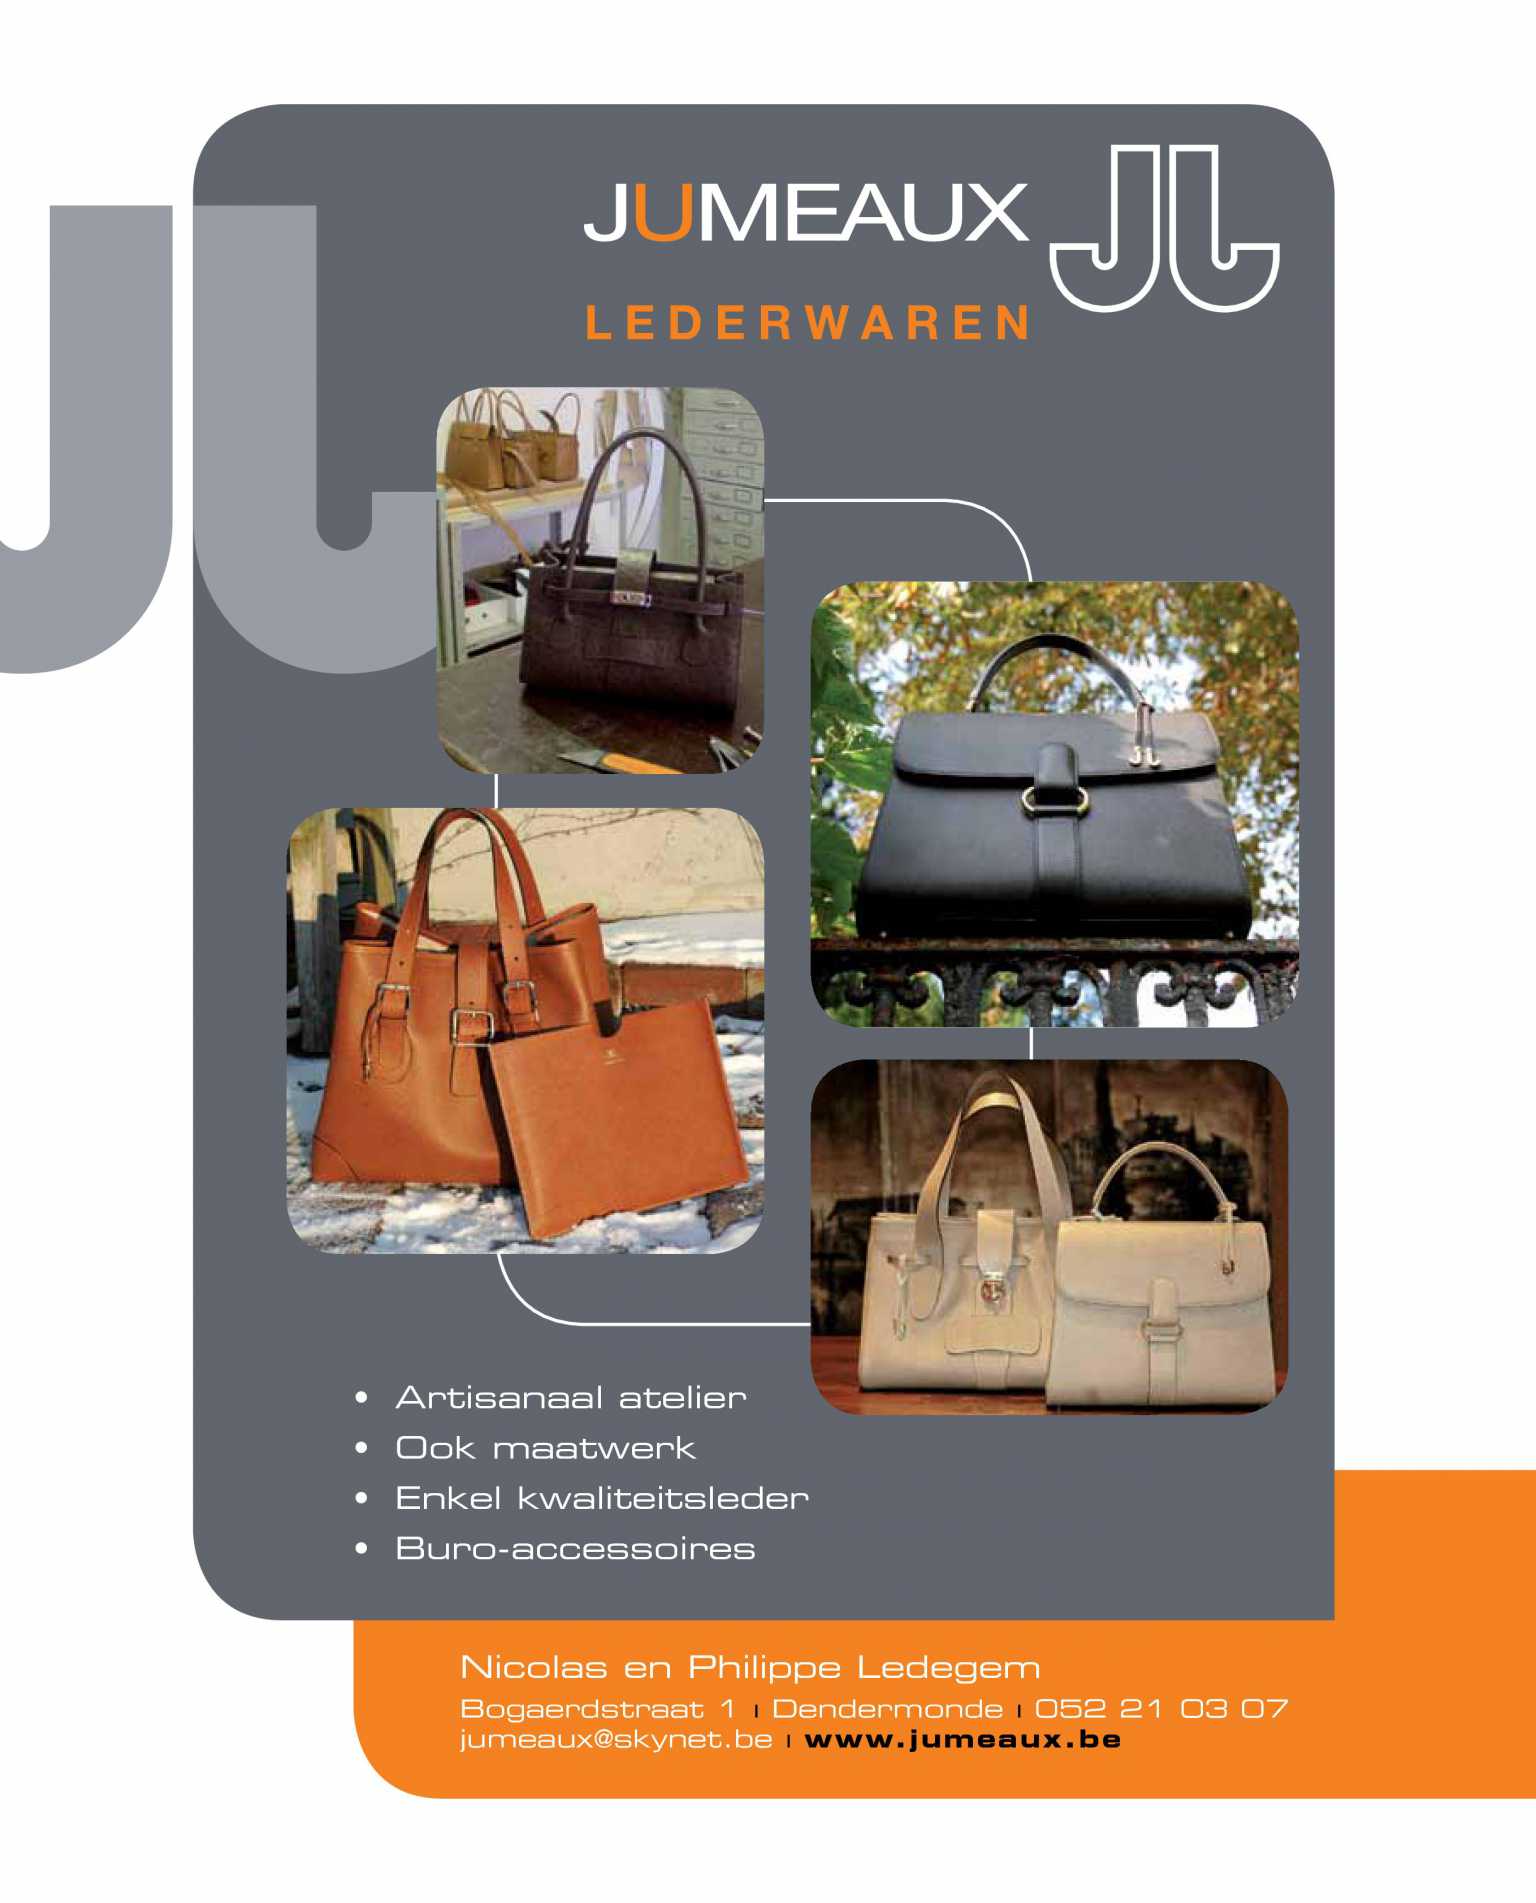 JUMEAUX
LEDERWAREN
• Artisanaal atelier
• Ook maatwerk
• Enkel kwaliteitsleder
• Buro-accessoires
Nicolas en Philippe Ledegem
Bogaerdstraat 1 | Dendermonde | 052 21 03 07
jumeaux@skynet.be | www.jumeaux.be